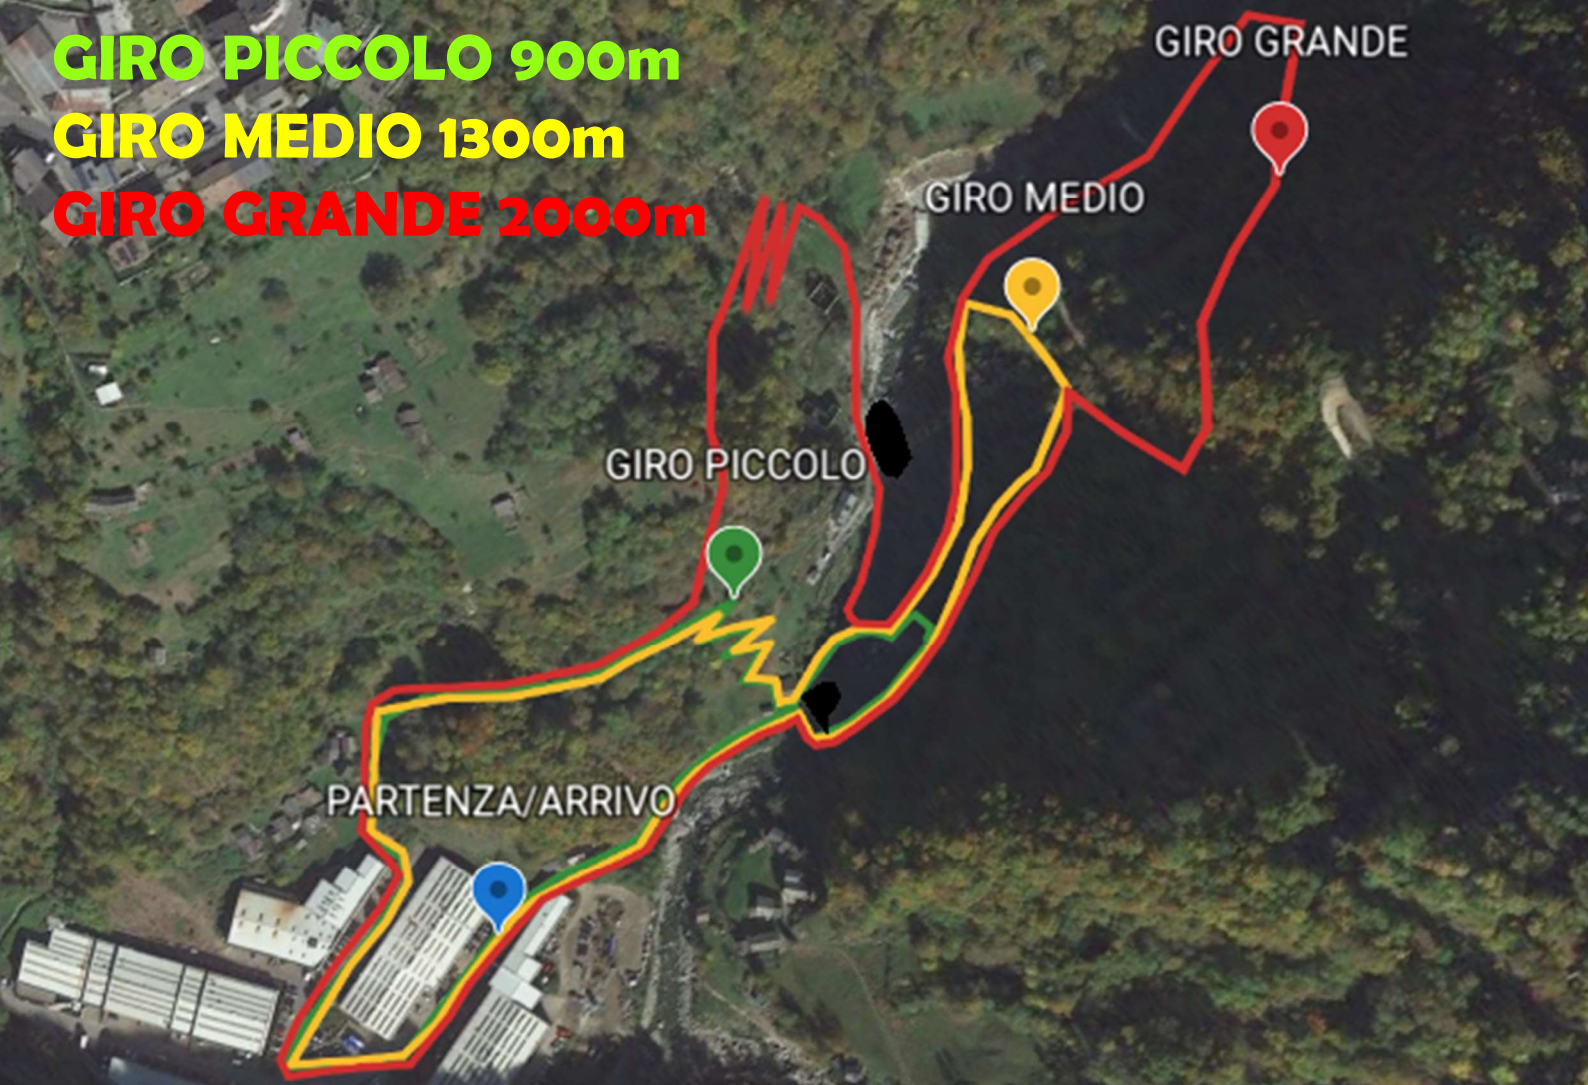 GIRO PICCOLO 900m
GIRO MEDIO 1300m
GIRO GRANDE 2000m
GIRO GRANDE
GIRO MEDIO
GIRO PICCOLO
PARTENZA/ARRIVO